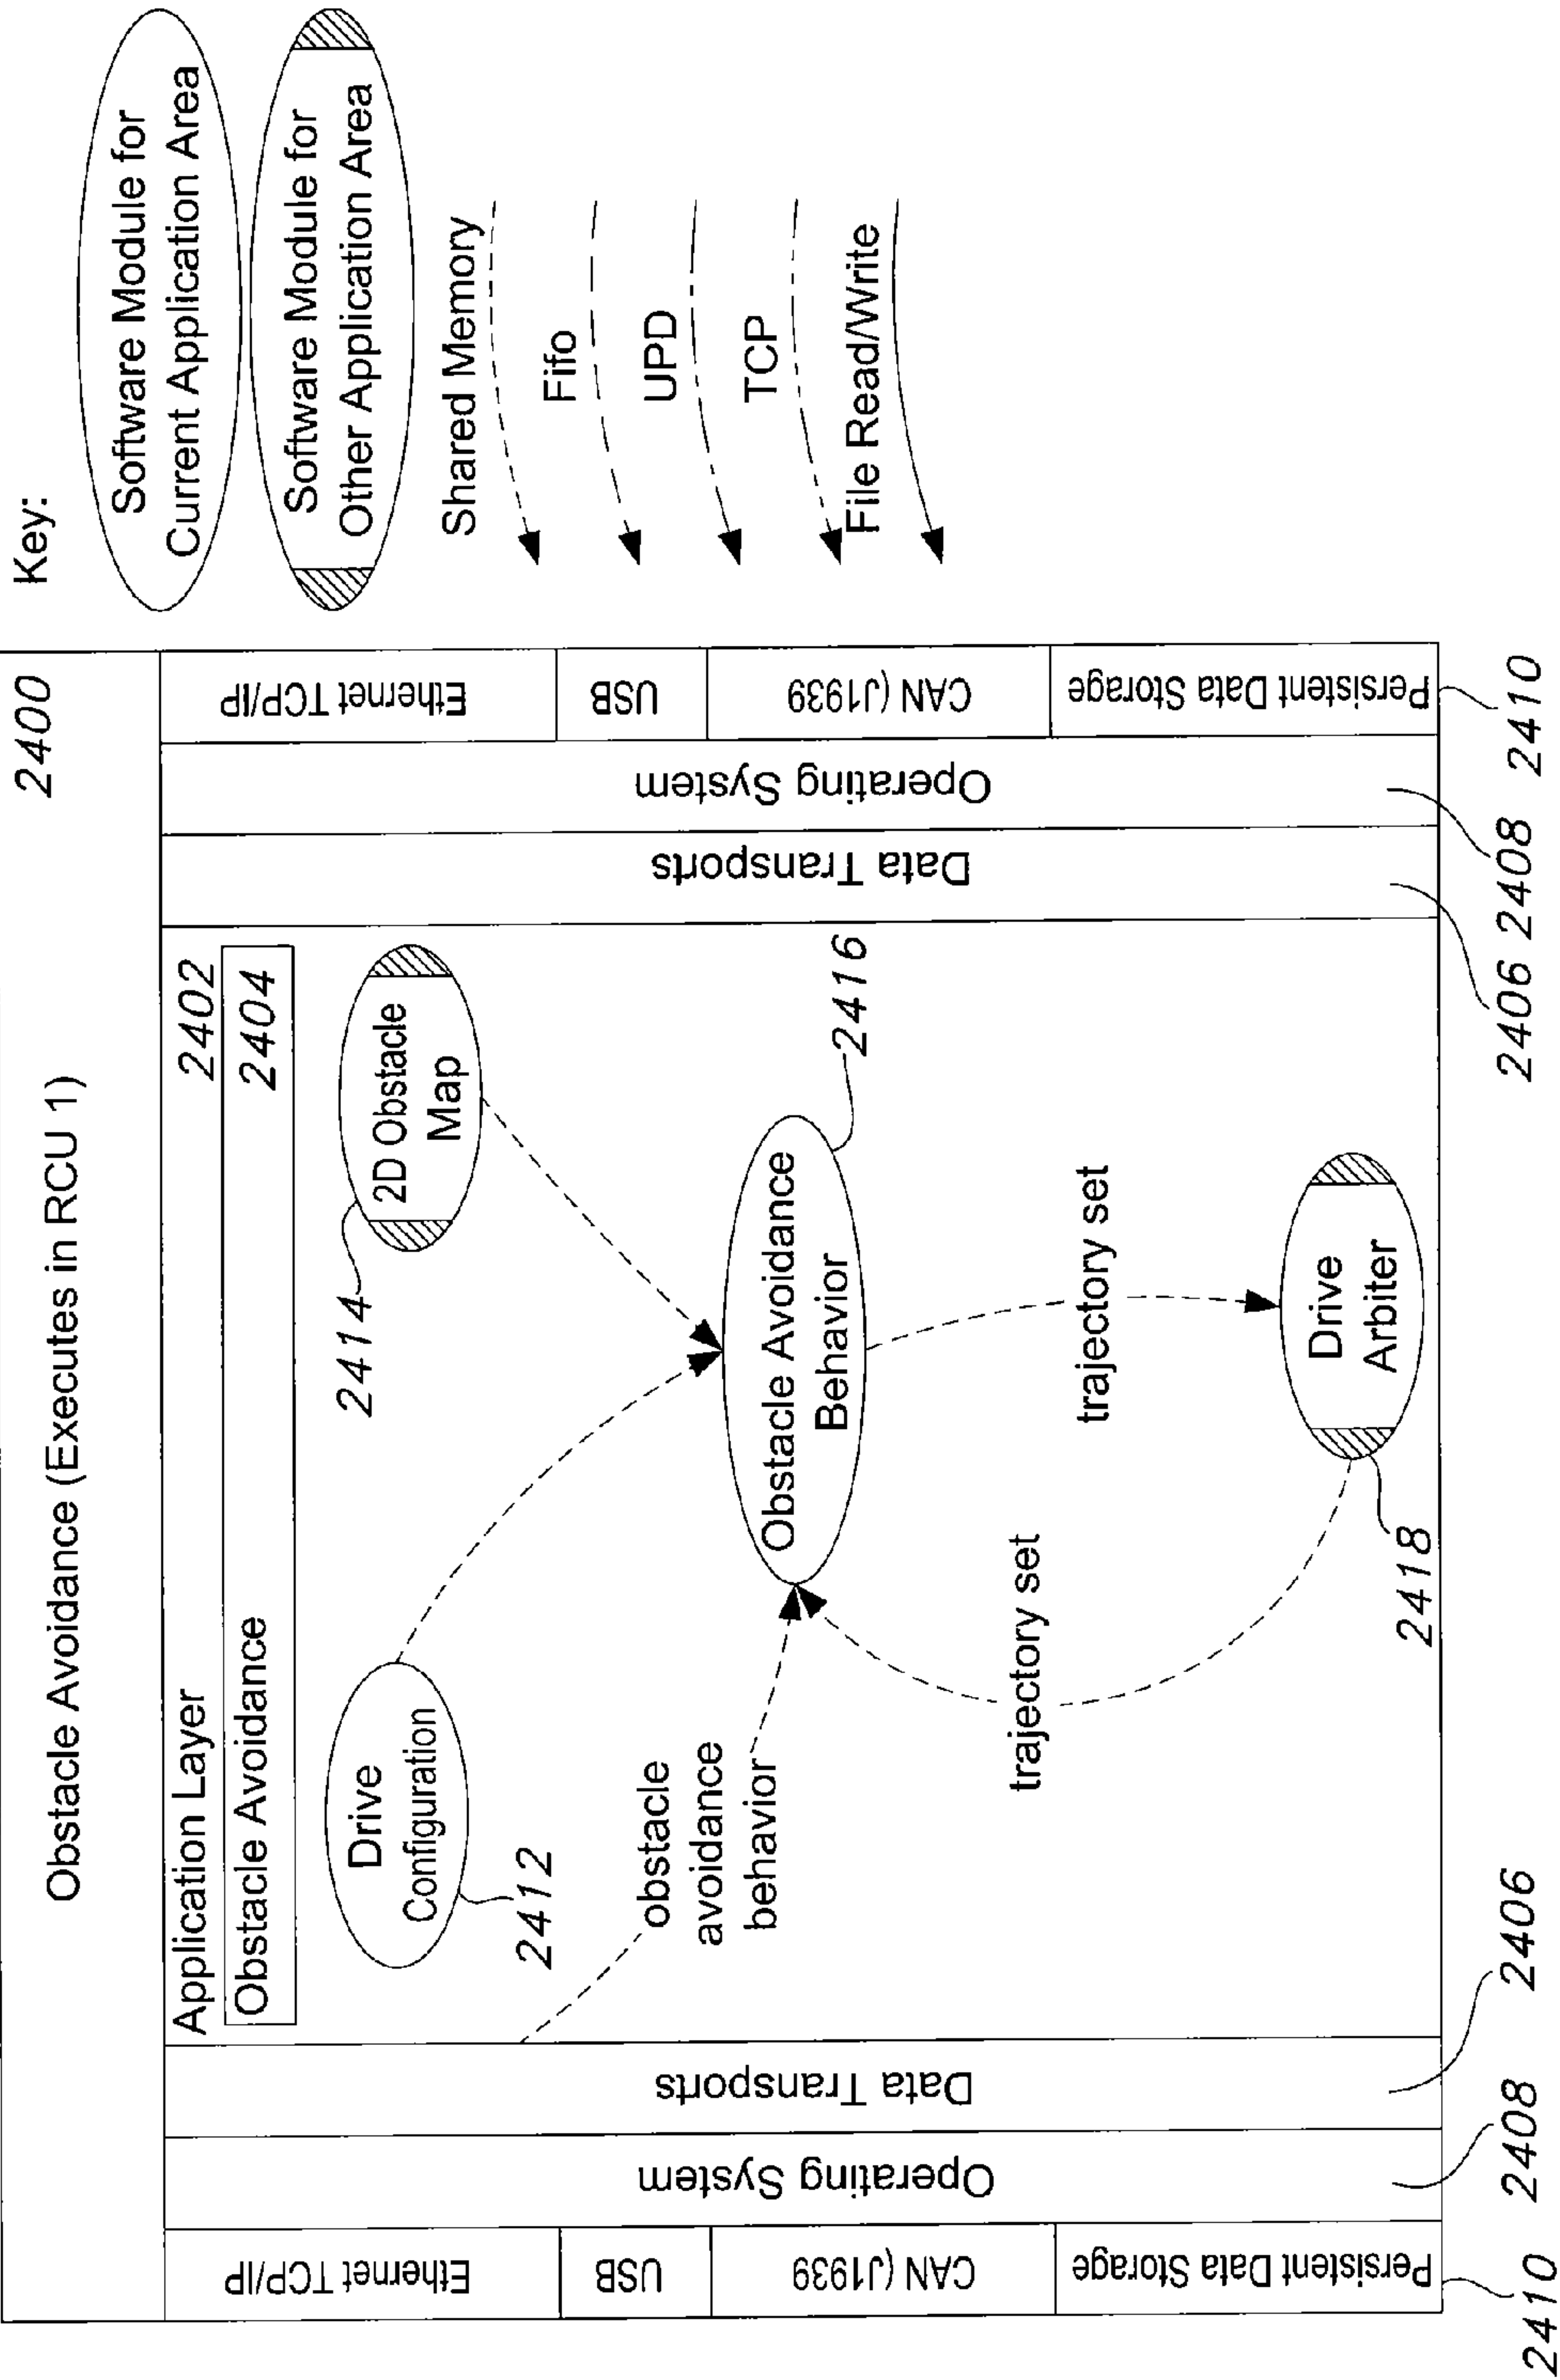 Obstacle Avoidance (Executes in RCU 1)
2400
Application Layer
2402
Obstacle Avoidance
2404
Drive
Configuration
2412
2D Obstacle
Map
2414
obstacle
avoidance
behavior
Obstacle Avoidance
Behavior
2416
trajectory set
trajectory set
Drive
Arbiter
2418
Ethernet TCP/IP
USB
CAN (J1939
Persistent Data Storage
2410
Operating System
2408
Data Transports
2406
Data Transports
2406
Operating System
2408
Ethernet TCP/IP
USB
CAN (J1939
Persistent Data Storage
2410
Key:
Software Module for
Current Application Area
Software Module for
Other Application Area
Shared Memory
Fifo
UPD
TCP
File Read/Write